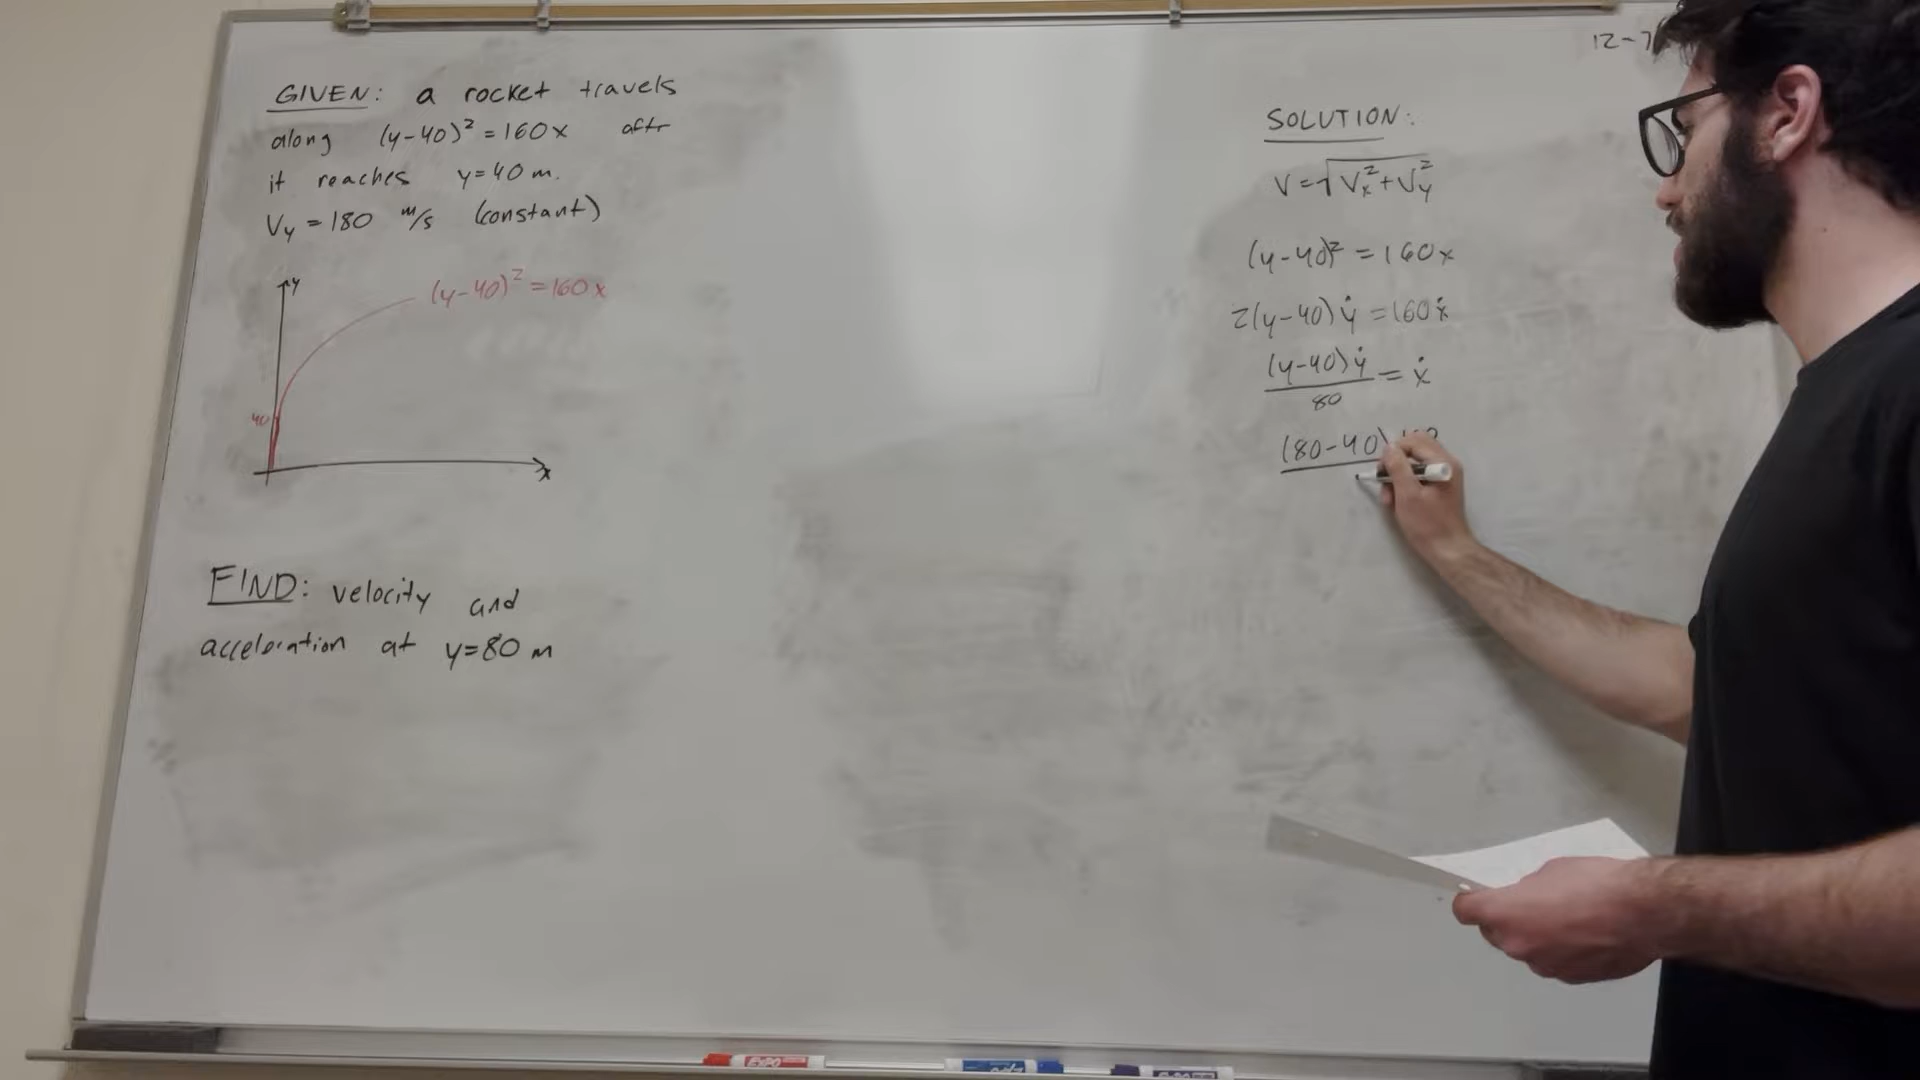 GIVEN: a rocket travels
along (y-40)² = 160x aftr
it reaches y=40 m.
Vy = 180 m/s (constant)
y
(y-40)² = 160x
40
x
FIND: velocity and
acceleration at y=80 m
12-7
SOLUTION:
V = √Vx² + Vy²
(y-40)² = 160x
2(y-40)ẏ = 160ẋ
(y-40)ẏ
80
= ẋ
(80-40)
EXPO